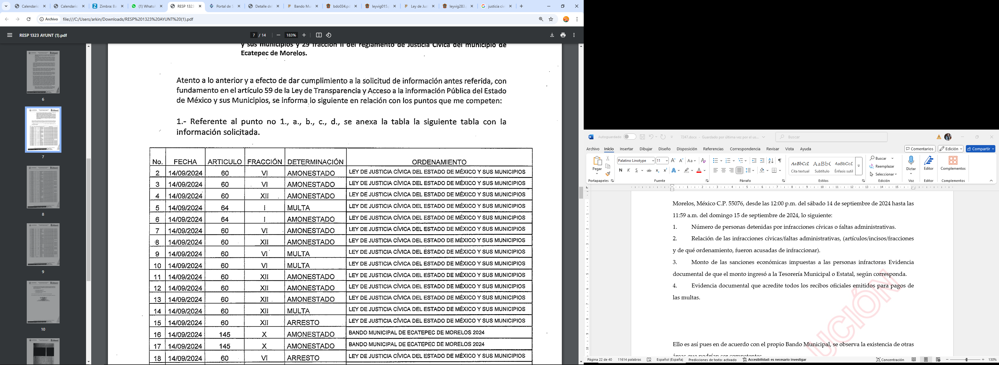 Calendario
Calendario
Zimbra: Ba
(1) WhatsA
RESP 1323
Portal de S
Detalle del
Bando Mu
bdo034.pd
leyvig015.p
Ley de Jus
leyvig283.
justicia civi
Archivo
file:///C:/Users/arkin/Downloads/RESP%201323%20AYUNT%20(1).pdf
RESP 1323 AYUNT (1).pdf
7 / 14
183%
6
7
8
9
10
y sus municipios y 29 fracción II del reglamento de Justicia Cívica del municipio de
Ecatepec de Morelos.
Atento a lo anterior y a efecto de dar cumplimiento a la solicitud de información antes referida, con
fundamento en el artículo 59 de la Ley de Transparencia y Acceso a la información Pública del Estado
de México y sus Municipios, se informa lo siguiente en relación con los puntos que me competen:
1.- Referente al punto no 1., a., b., c., d., se anexa la tabla la siguiente tabla con la
información solicitada.
No. FECHA ARTICULO FRACCIÓN DETERMINACIÓN ORDENAMIENTO
2 14/09/2024 60 VI AMONESTADO LEY DE JUSTICIA CÍVICA DEL ESTADO DE MÉXICO Y SUS MUNICIPIOS
3 14/09/2024 60 VI AMONESTADO LEY DE JUSTICIA CÍVICA DEL ESTADO DE MÉXICO Y SUS MUNICIPIOS
4 14/09/2024 60 XII AMONESTADO LEY DE JUSTICIA CÍVICA DEL ESTADO DE MÉXICO Y SUS MUNICIPIOS
5 14/09/2024 64 I MULTA LEY DE JUSTICIA CÍVICA DEL ESTADO DE MÉXICO Y SUS MUNICIPIOS
6 14/09/2024 64 I AMONESTADO LEY DE JUSTICIA CÍVICA DEL ESTADO DE MÉXICO Y SUS MUNICIPIOS
7 14/09/2024 60 VI AMONESTADO LEY DE JUSTICIA CÍVICA DEL ESTADO DE MÉXICO Y SUS MUNICIPIOS
8 14/09/2024 60 XII AMONESTADO LEY DE JUSTICIA CÍVICA DEL ESTADO DE MÉXICO Y SUS MUNICIPIOS
9 14/09/2024 60 VI MULTA LEY DE JUSTICIA CÍVICA DEL ESTADO DE MÉXICO Y SUS MUNICIPIOS
10 14/09/2024 60 VI MULTA LEY DE JUSTICIA CÍVICA DEL ESTADO DE MÉXICO Y SUS MUNICIPIOS
11 14/09/2024 60 XII AMONESTADO LEY DE JUSTICIA CÍVICA DEL ESTADO DE MÉXICO Y SUS MUNICIPIOS
12 14/09/2024 60 XII AMONESTADO LEY DE JUSTICIA CÍVICA DEL ESTADO DE MÉXICO Y SUS MUNICIPIOS
13 14/09/2024 60 XII AMONESTADO LEY DE JUSTICIA CÍVICA DEL ESTADO DE MÉXICO Y SUS MUNICIPIOS
14 14/09/2024 60 XII MULTA LEY DE JUSTICIA CÍVICA DEL ESTADO DE MÉXICO Y SUS MUNICIPIOS
15 14/09/2024 60 XII ARRESTO LEY DE JUSTICIA CÍVICA DEL ESTADO DE MÉXICO Y SUS MUNICIPIOS
16 14/09/2024 145 X AMONESTADO BANDO MUNICIPAL DE ECATEPEC DE MORELOS 2024
17 14/09/2024 145 X AMONESTADO BANDO MUNICIPAL DE ECATEPEC DE MORELOS 2024
18 14/09/2024 60 VI ARRESTO LEY DE JUSTICIA CÍVICA DEL ESTADO DE MÉXICO Y SUS MUNICIPIOS
Autoguardado
7247.docx - Guardado por última vez por el us...
Buscar
Archivo Inicio Insertar Dibujar Diseño Disposición Referencias Correspondencia Revisar Vista Ayuda
Comentarios Edición Compartir
Pegar
Portapapeles
Palatino Linotype 11
N K S ab x₂ x² A A
Fuente
Párrafo
AaBbCcL AaBbC AaBbCcL
Cita textual Subtítulo Énfasis sutil
Estilos
Buscar
Reemplazar
Seleccionar
Edición
Dictar
Voz
Editor
Editor
Complementos
Complementos
Morelos, México C.P. 55076, desde las 12:00 p.m. del sábado 14 de septiembre de 2024 hasta las
11:59 a.m. del domingo 15 de septiembre de 2024, lo siguiente:
1. Número de personas detenidas por infracciones cívicas o faltas administrativas.
2. Relación de las infracciones cívicas/faltas administrativas, (artículos/incisos/fracciones
y de qué ordenamiento, fueron acusadas de infraccionar).
3. Monto de las sanciones económicas impuestas a las personas infractoras Evidencia
documental de que el monto ingresó a la Tesorería Municipal o Estatal, según corresponda.
4. Evidencia documental que acredite todos los recibos oficiales emitidos para pagos de
las multas.
UCIÓN
Ello es así pues en de acuerdo con el propio Bando Municipal, se observa la existencia de otras
áreas que podrían ser competentes
Página 22 de 40 11614 palabras Español (España) Predicciones de texto: activado Accesibilidad: es necesario investigar Concentración 130%